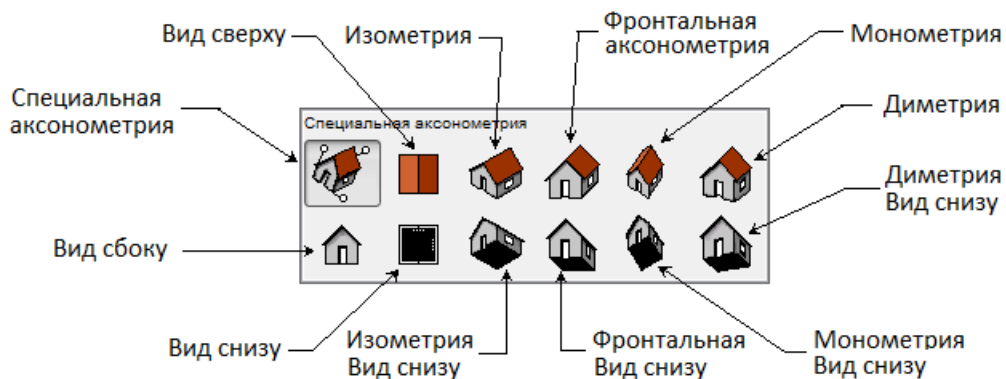 Вид сверху
Изометрия
Фронтальная
аксонометрия
Монометрия
Специальная
аксонометрия
Специальная аксонометрия
Диметрия
Диметрия
Вид снизу
Вид сбоку
Вид снизу
Изометрия
Вид снизу
Фронтальная
Вид снизу
Монометрия
Вид снизу